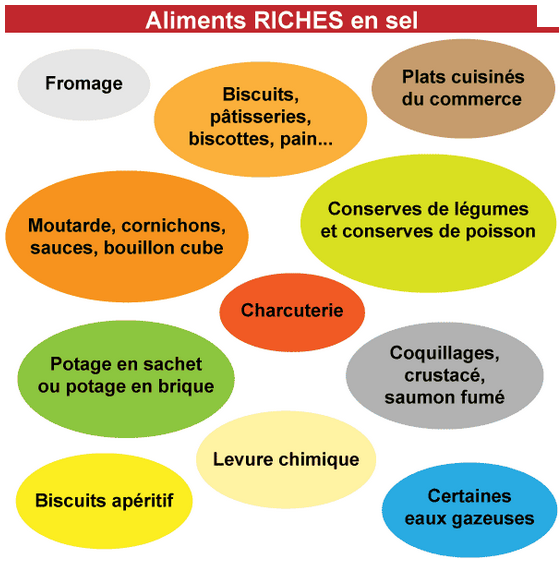 Aliments RICHES en sel
Fromage
Biscuits,
pâtisseries,
biscottes, pain...
Plats cuisinés
du commerce
Moutarde, cornichons,
sauces, bouillon cube
Conserves de légumes
et conserves de poisson
Charcuterie
Potage en sachet
ou potage en brique
Coquillages,
crustacé,
saumon fumé
Levure chimique
Biscuits apéritif
Certaines
eaux gazeuses